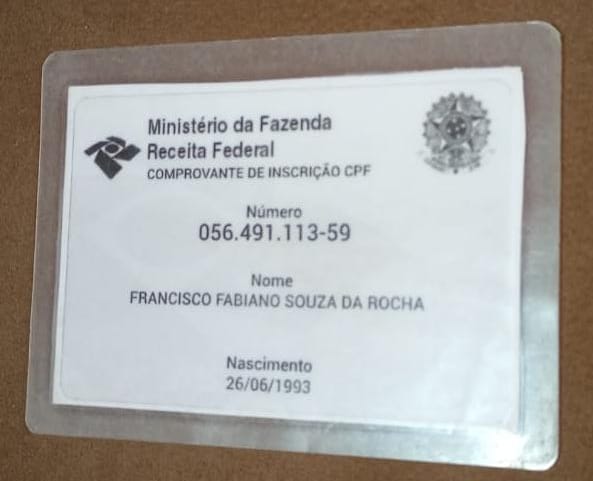 Ministério da Fazenda
Receita Federal
COMPROVANTE DE INSCRIÇÃO CPF
Número
056.491.113-59
Nome
FRANCISCO FABIANO SOUZA DA ROCHA
Nascimento
26/06/1993